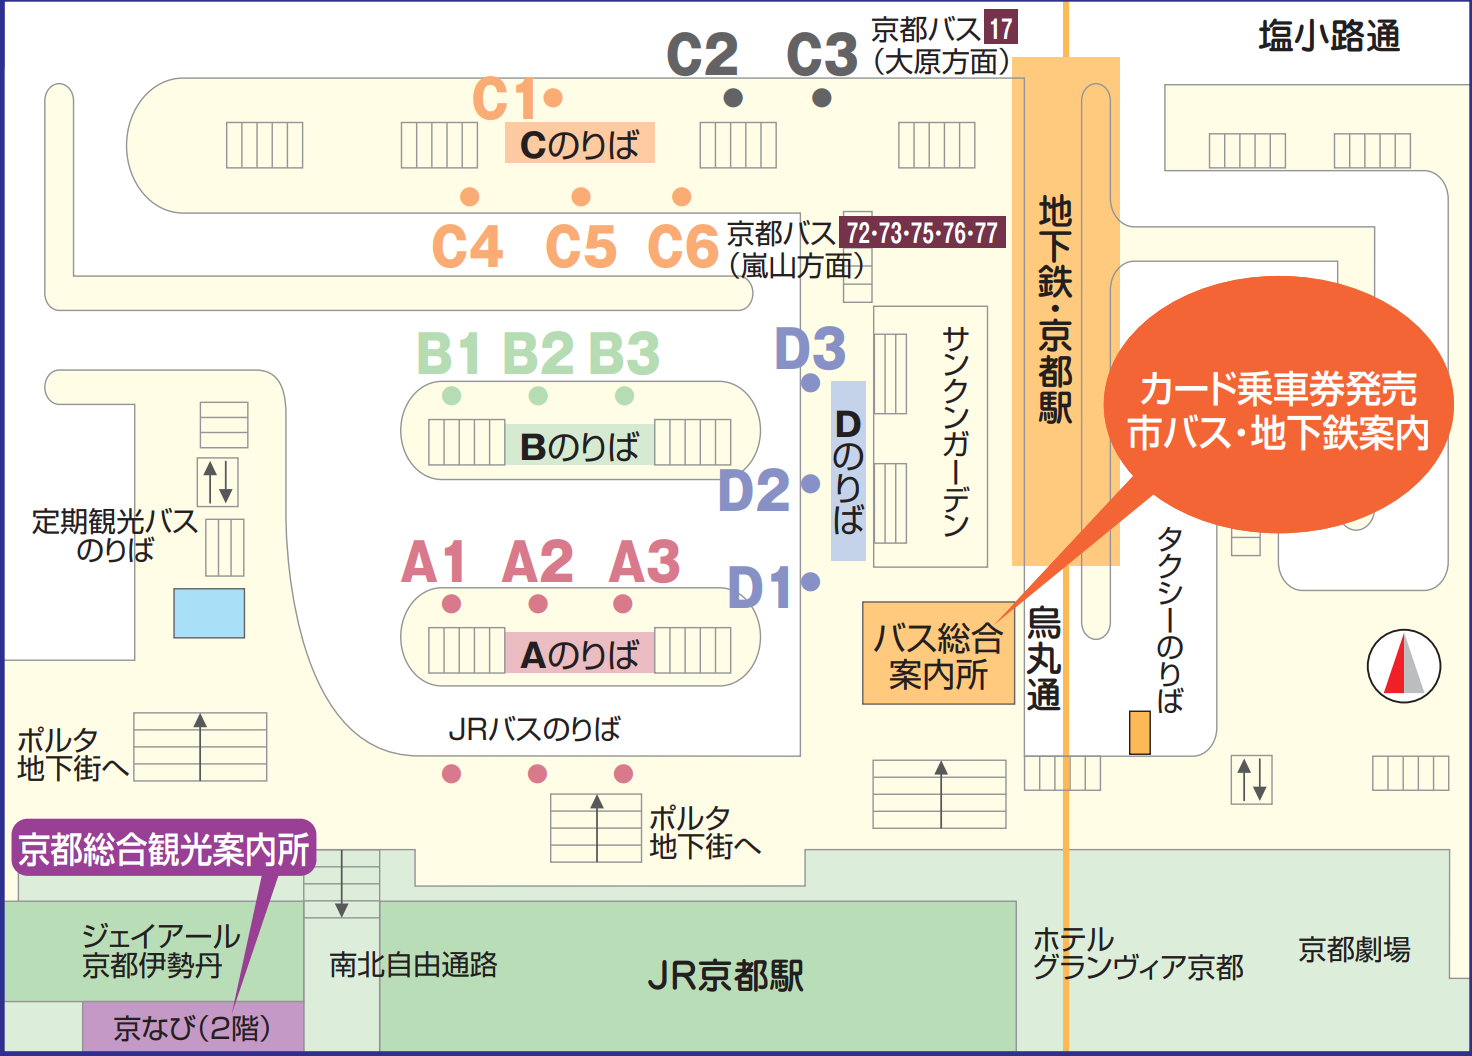 塩小路通
京都バス 17
(大原方面)
C2
C3
C1
Cのりば
C4
C5
C6
京都バス 72･73･75･76･77
(嵐山方面)
地下鉄・京都駅
B1
B2
B3
Bのりば
D3
D2
D1
Dのりば
サンクンガーデン
カード乗車券発売
市バス・地下鉄案内
定期観光バス
のりば
A1
A2
A3
Aのりば
バス総合
案内所
烏丸通
タクシーのりば
JRバスのりば
ポルタ
地下街へ
ポルタ
地下街へ
京都総合観光案内所
ジェイアール
京都伊勢丹
南北自由通路
JR京都駅
ホテル
グランヴィア京都
京都劇場
京なび(2階)